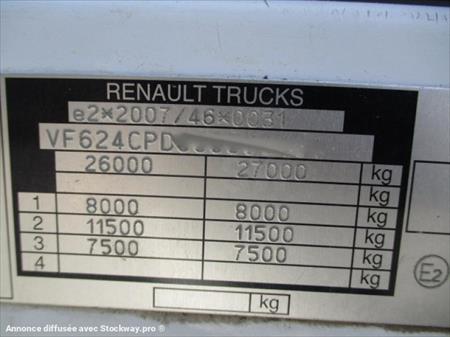 RENAULT TRUCKS
e2*2007/46*0031
VF624CPD
26000 27000 kg
kg
1 8000 8000 kg
2 11500 11500 kg
3 7500 7500 kg
4 kg
kg
E2
Annonce diffusée avec Stockway.pro ®